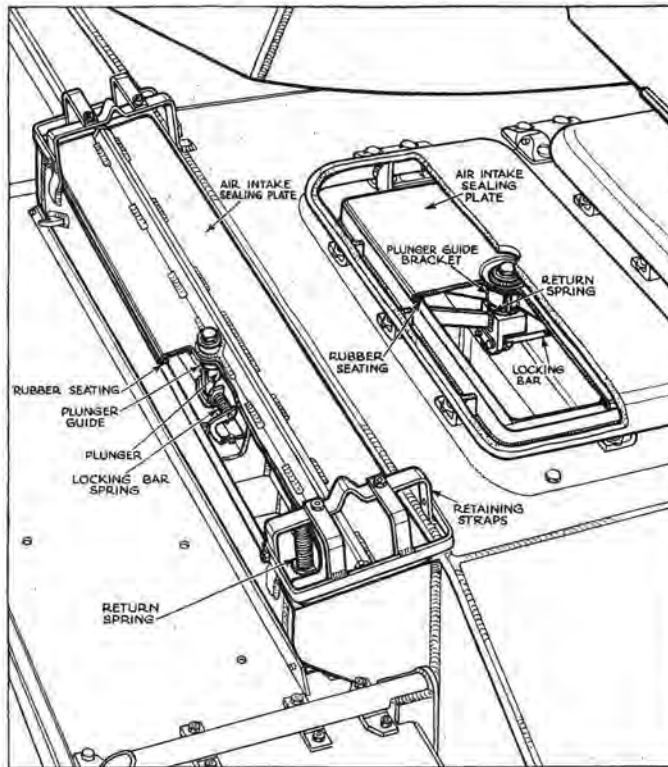 AIR INTAKE
SEALING PLATE
AIR INTAKE
SEALING PLATE
PLUNGER GUIDE
BRACKET
RETURN
SPRING
RUBBER
SEATING
LOCKING
BAR
RUBBER SEATING
PLUNGER
GUIDE
PLUNGER
LOCKING BAR
SPRING
RETAINING
STRAPS
RETURN
SPRING